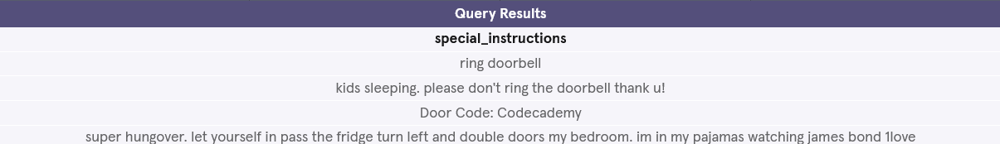 Query Results
special_instructions
ring doorbell
kids sleeping. please don't ring the doorbell thank u!
Door Code: Codecademy
super hungover. let yourself in pass the fridge turn left and double doors my bedroom. im in my pajamas watching james bond 1love